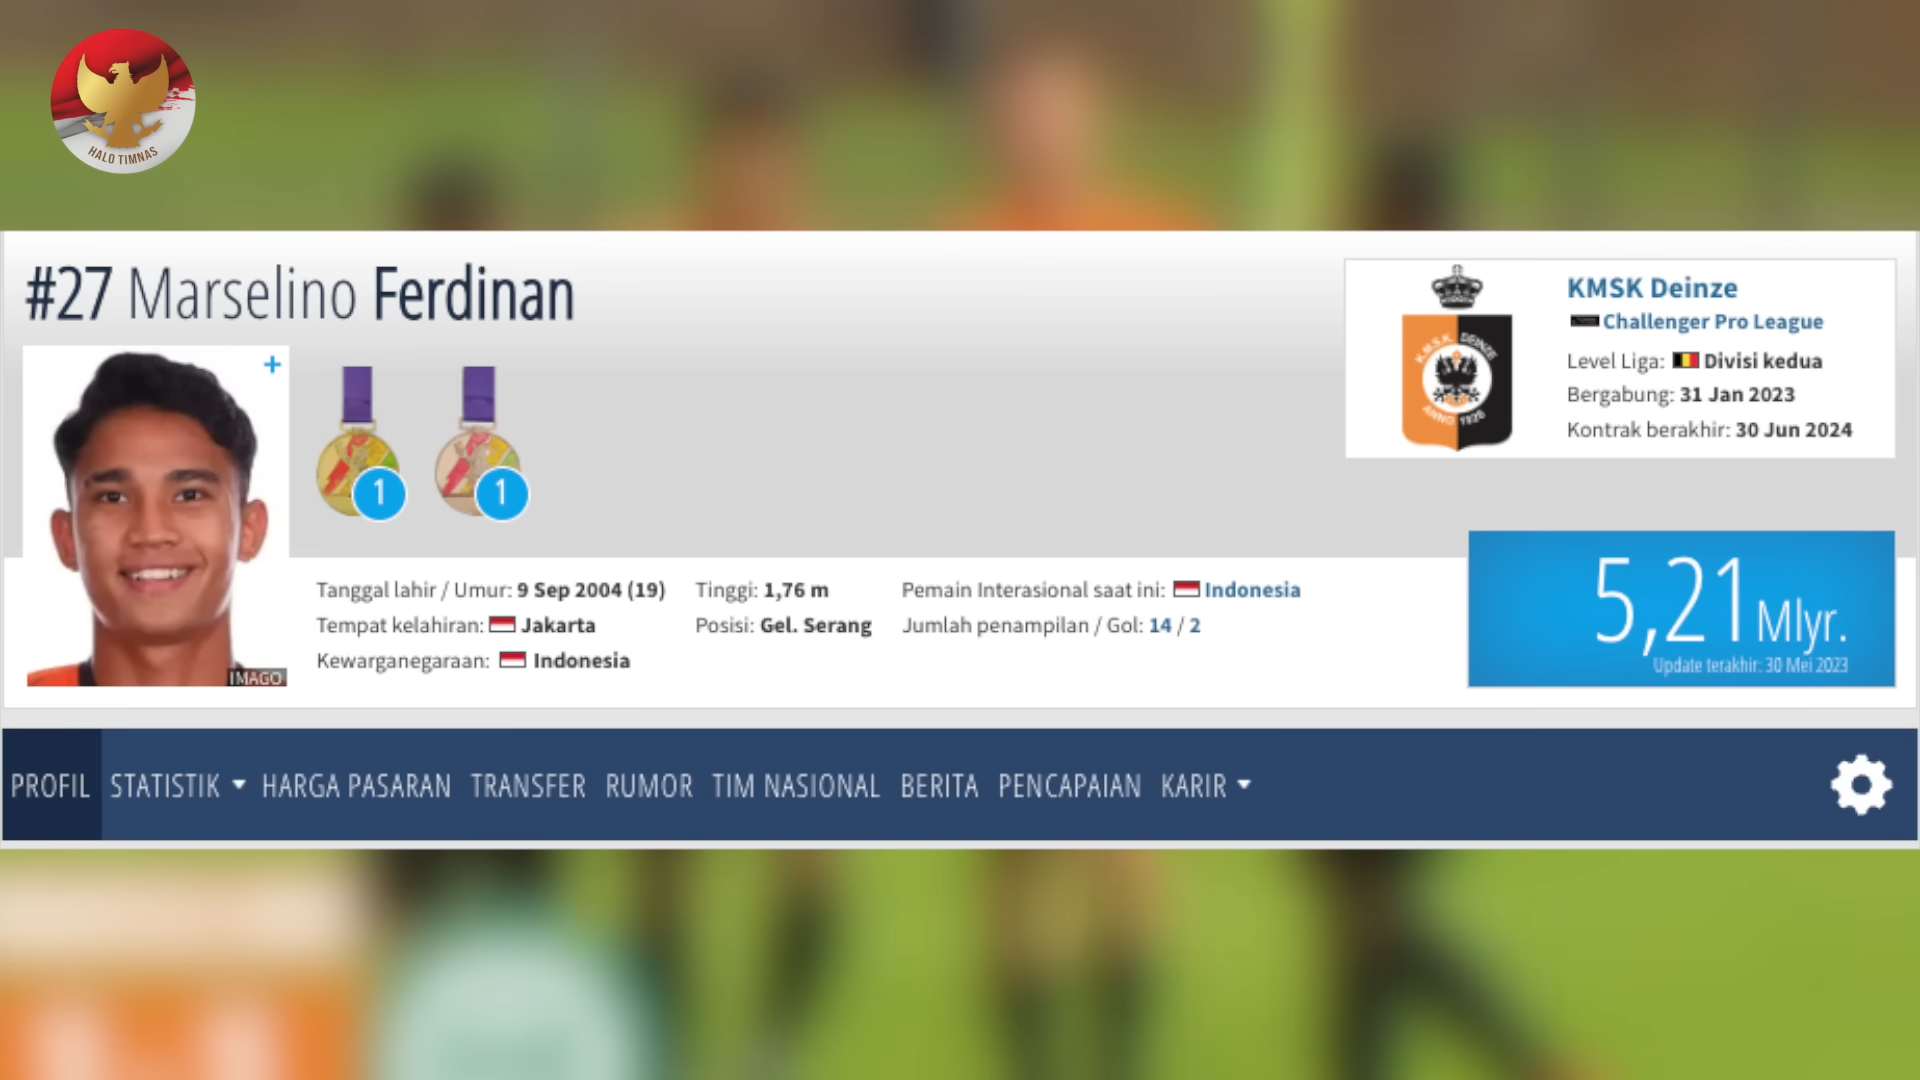 HALO TIMNAS
#27 Marselino Ferdinan
KMSK Deinze
Challenger Pro League
Level Liga: Divisi kedua
Bergabung: 31 Jan 2023
Kontrak berakhir: 30 Jun 2024
K.M.S.K. DEINZE
ANNO 1926
+
1
1
IMAGO
Tanggal lahir / Umur: 9 Sep 2004 (19)
Tempat kelahiran: Jakarta
Kewarganegaraan: Indonesia
Tinggi: 1,76 m
Posisi: Gel. Serang
Pemain Interasional saat ini: Indonesia
Jumlah penampilan / Gol: 14 / 2
5,21 Mlyr.
Update terakhir: 30 Mei 2023
PROFIL STATISTIK HARGA PASARAN TRANSFER RUMOR TIM NASIONAL BERITA PENCAPAIAN KARIR